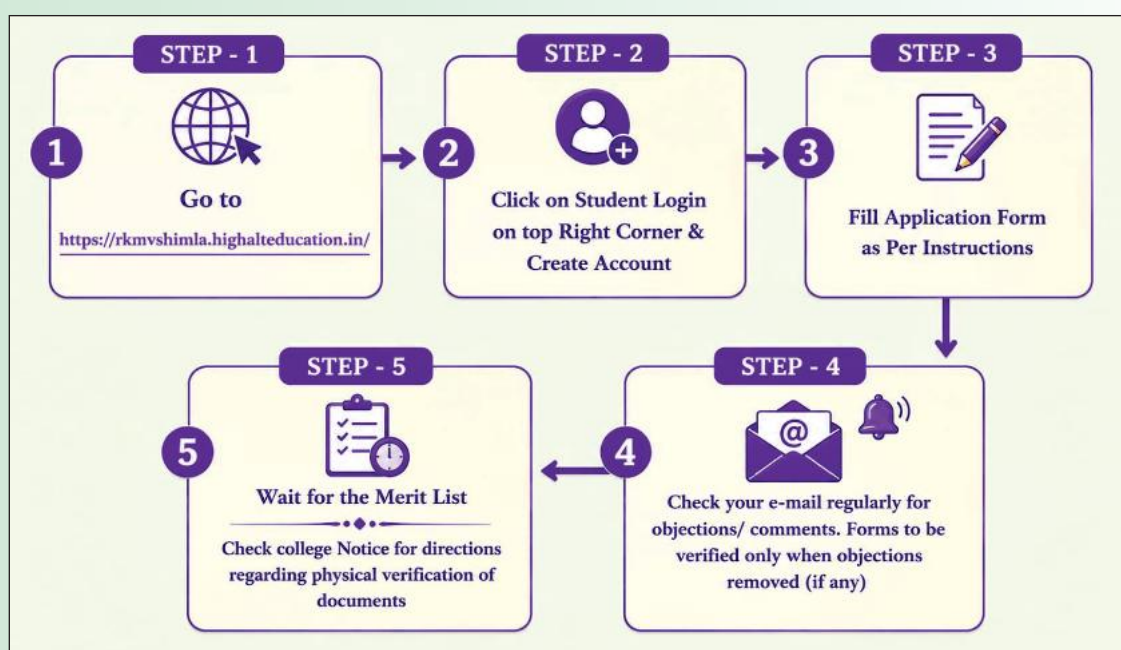 STEP - 1
1
Go to
https://rkmvshimla.highalteducation.in/
STEP - 2
2
Click on Student Login
on top Right Corner &
Create Account
STEP - 3
3
Fill Application Form
as Per Instructions
STEP - 4
4
@
Check your e-mail regularly for
objections/ comments. Forms to be
verified only when objections
removed (if any)
STEP - 5
5
Wait for the Merit List
Check college Notice for directions
regarding physical verification of
documents